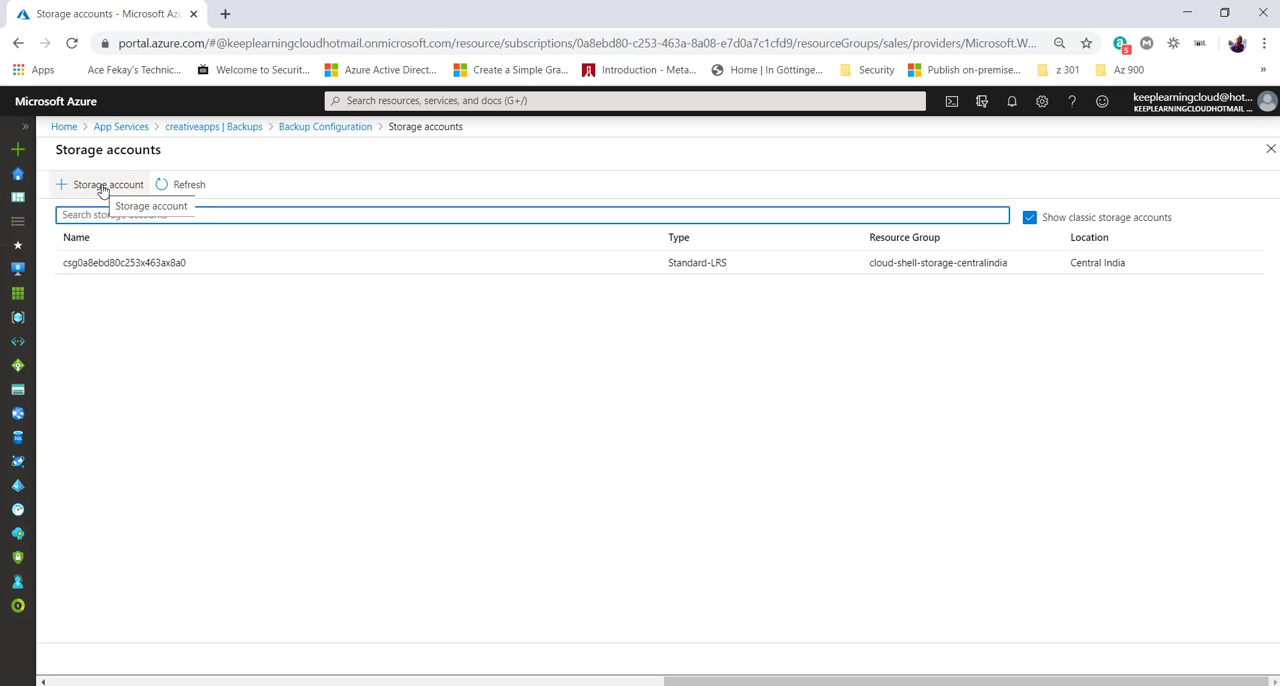 Storage accounts - Microsoft Az
portal.azure.com/#@keeplearningcloudhotmail.onmicrosoft.com/resource/subscriptions/0a8ebd80-c253-463a-8a08-e7d0a7c1cfd9/resourceGroups/sales/providers/Microsoft.W...
5
Apps Ace Fekay's Technic... Welcome to Securit... Azure Active Direct... Create a Simple Gra... Introduction - Meta... Home | In Göttinge... Security Publish on-premise... z 301 Az 900 »
Microsoft Azure
Search resources, services, and docs (G+/)
keeplearningcloud@hot...
KEEPLEARNINGCLOUDHOTMAIL ...
Home > App Services > creativeapps | Backups > Backup Configuration > Storage accounts
Storage accounts
Storage account Refresh
Storage account
Search storage accounts
Show classic storage accounts
Name Type Resource Group Location
csg0a8ebd80c253x463ax8a0 Standard-LRS cloud-shell-storage-centralindia Central India